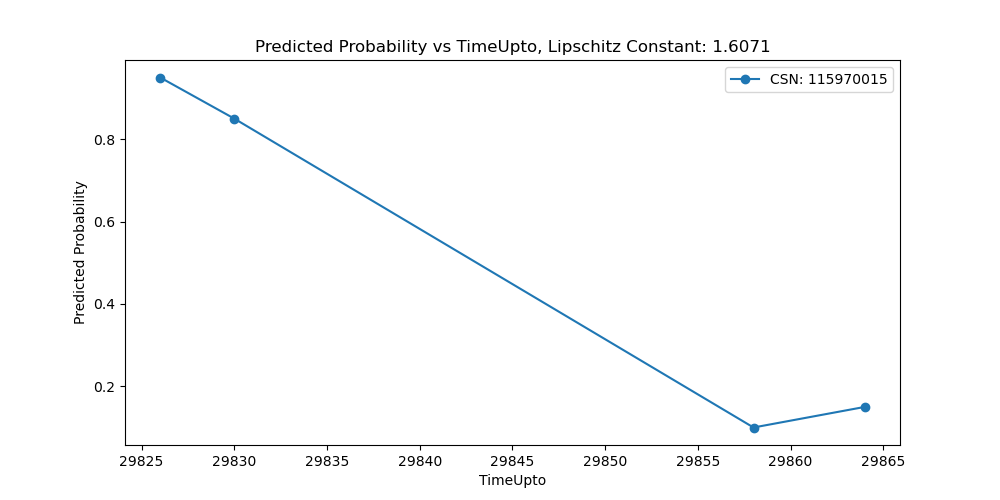 Predicted Probability vs TimeUpto, Lipschitz Constant: 1.6071
CSN: 115970015
Predicted Probability
0.8
0.6
0.4
0.2
29825 29830 29835 29840 29845 29850 29855 29860 29865
TimeUpto